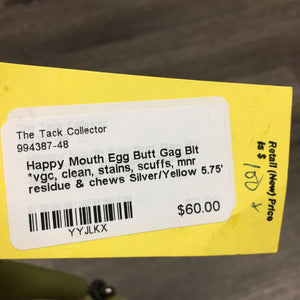 The Tack Collector
994387-48
Happy Mouth Egg Butt Gag Bit
*vgc, clean, stains, scuffs, mnr
residue & chews Silver/Yellow 5.75'
$60.00
YYJLKX
Retail (New) Price
is $